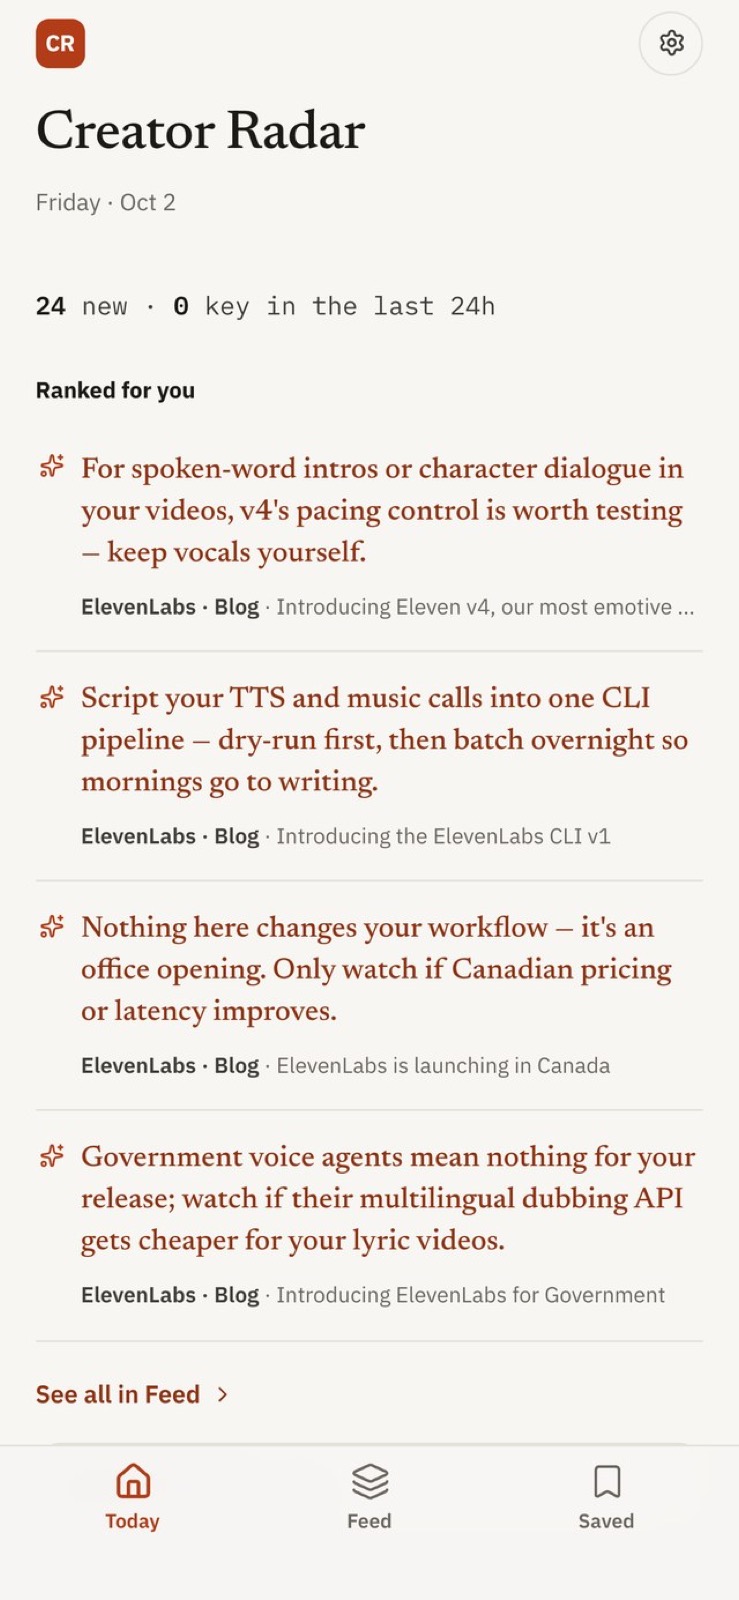 CR
Creator Radar
Friday · Oct 2
24 new · 0 key in the last 24h
Ranked for you
For spoken-word intros or character dialogue in
your videos, v4's pacing control is worth testing
– keep vocals yourself.
ElevenLabs · Blog · Introducing Eleven v4, our most emotive ...
Script your TTS and music calls into one CLI
pipeline – dry-run first, then batch overnight so
mornings go to writing.
ElevenLabs · Blog · Introducing the ElevenLabs CLI v1
Nothing here changes your workflow – it's an
office opening. Only watch if Canadian pricing
or latency improves.
ElevenLabs · Blog · ElevenLabs is launching in Canada
Government voice agents mean nothing for your
release; watch if their multilingual dubbing API
gets cheaper for your lyric videos.
ElevenLabs · Blog · Introducing ElevenLabs for Government
See all in Feed
Today
Feed
Saved